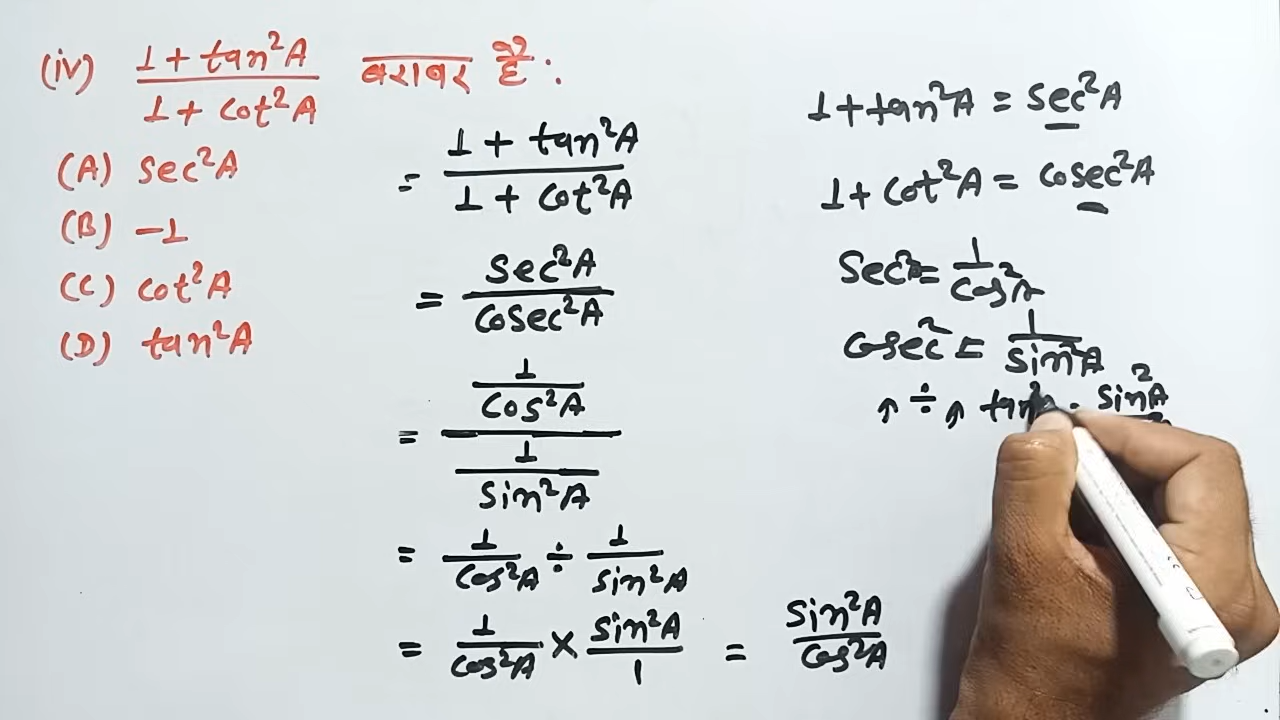 (iv) 1 + tan²A / 1 + cot²A बराबर है :
(A) sec²A
(B) -1
(C) cot²A
(D) tan²A
= 1 + tan²A / 1 + cot²A
= sec²A / cosec²A
= 1/cos²A / 1/sin²A
= 1/cos²A ÷ 1/sin²A
= 1/cos²A × sin²A/1 = sin²A/cos²A
1 + tan²A = sec²A
1 + cot²A = cosec²A
sec² = 1/cos²A
cosec² = 1/sin²A
÷ sin²A